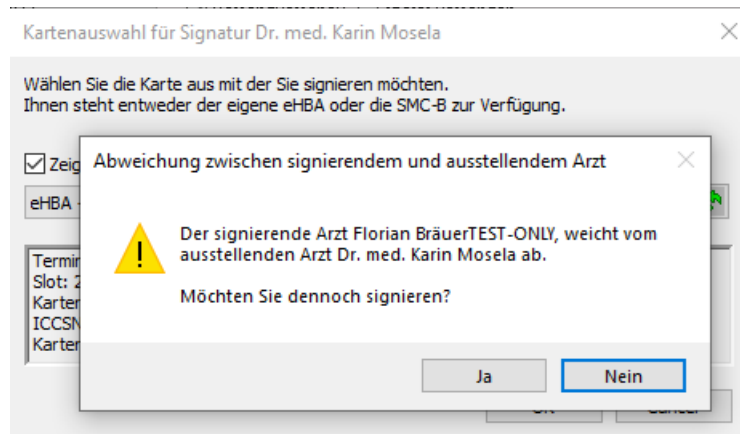 Kartenauswahl für Signatur Dr. med. Karin Mosela
Wählen Sie die Karte aus mit der Sie signieren möchten.
Ihnen steht entweder der eigene eHBA oder die SMC-B zur Verfügung.
Zeig
Abweichung zwischen signierendem und ausstellendem Arzt
eHBA -
Der signierende Arzt Florian BräuerTEST-ONLY, weicht vom
ausstellenden Arzt Dr. med. Karin Mosela ab.
Möchten Sie dennoch signieren?
Termin
Slot: 2
Karten
ICCSN
Karten
Ja
Nein